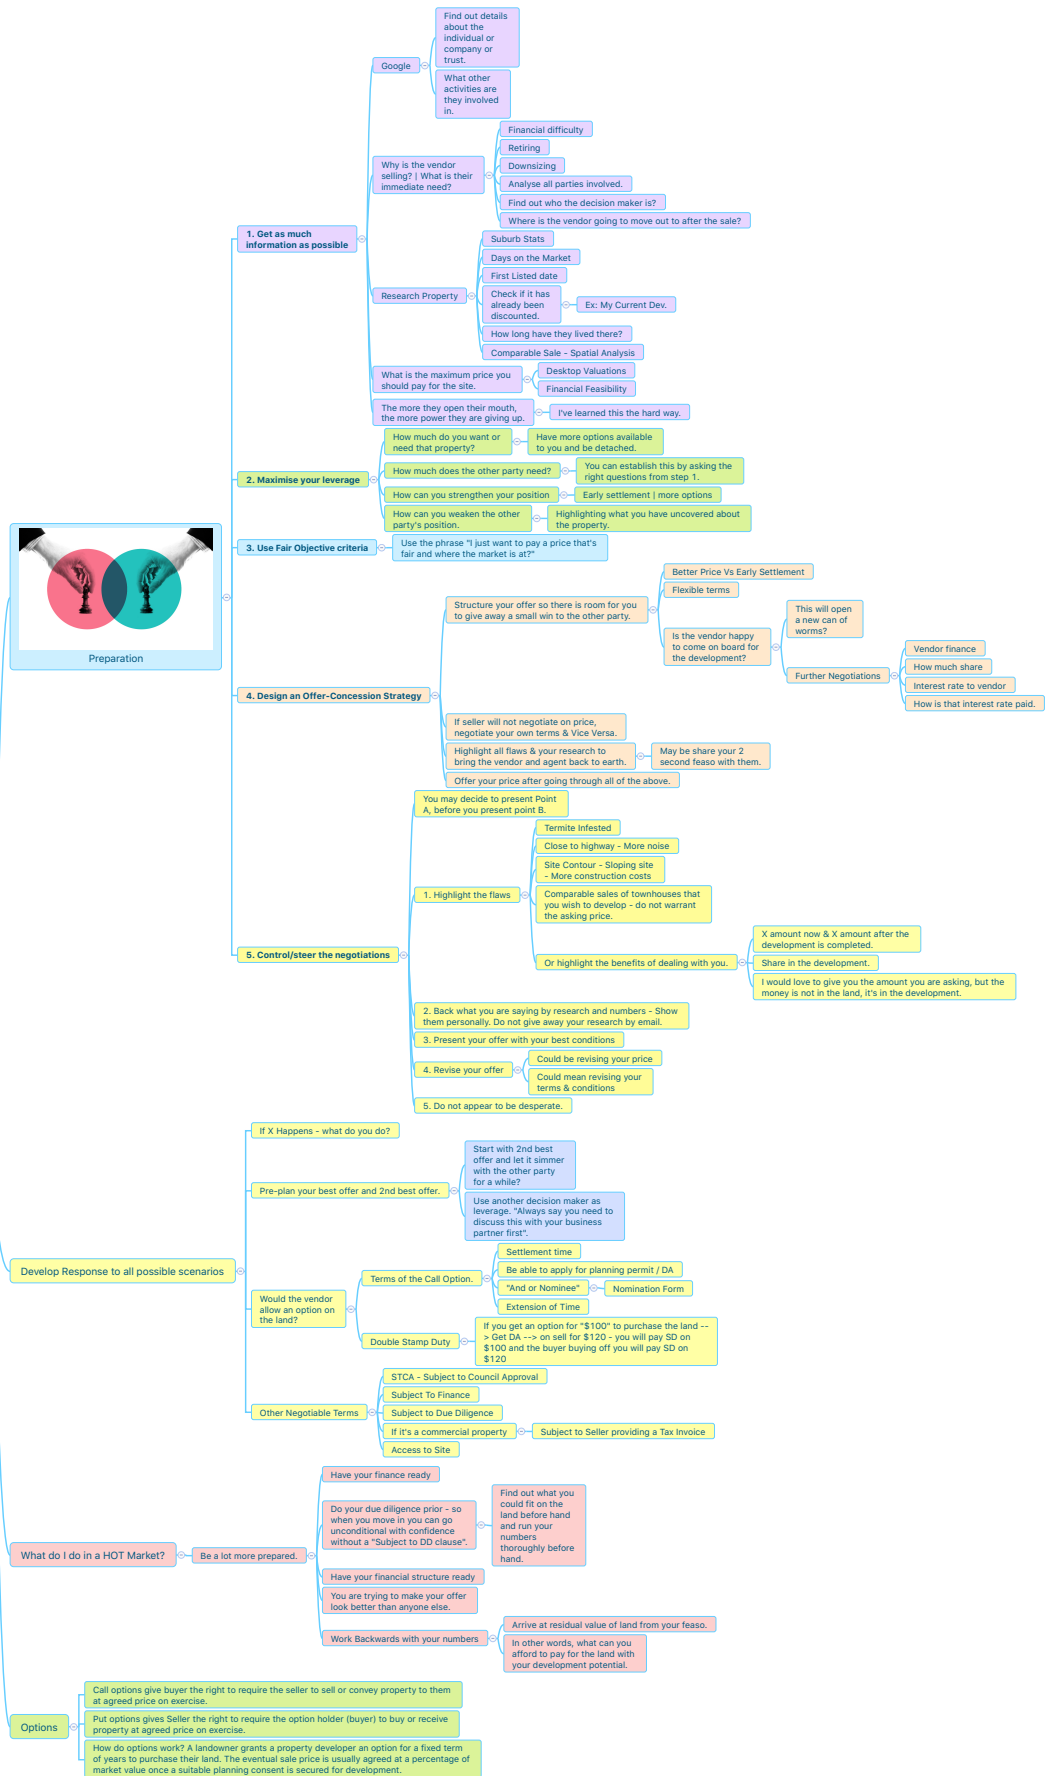 Find out details
about the
individual or
company or
trust.
Google
What other
activities are
they involved
in.
Financial difficulty
Retiring
Downsizing
Why is the vendor
selling? | What is their
immediate need?
Analyse all parties involved.
Find out who the decision maker is?
Where is the vendor going to move out to after the sale?
1. Get as much
information as possible
Suburb Stats
Days on the Market
First Listed date
Research Property
Check if it has
already been
discounted.
Ex: My Current Dev.
How long have they lived there?
Comparable Sale - Spatial Analysis
What is the maximum price you
should pay for the site.
Desktop Valuations
Financial Feasibility
The more they open their mouth,
the more power they are giving up.
I've learned this the hard way.
How much do you want or
need that property?
Have more options available
to you and be detached.
2. Maximise your leverage
How much does the other party need?
You can establish this by asking the
right questions from step 1.
How can you strengthen your position
Early settlement | more options
How can you weaken the other
party's position.
Highlighting what you have uncovered about
the property.
3. Use Fair Objective criteria
Use the phrase "I just want to pay a price that's
fair and where the market is at?"
Preparation
Better Price Vs Early Settlement
Flexible terms
Structure your offer so there is room for you
to give away a small win to the other party.
Is the vendor happy
to come on board for
the development?
This will open
a new can of
worms?
Further Negotiations
Vendor finance
How much share
Interest rate to vendor
How is that interest rate paid.
4. Design an Offer-Concession Strategy
If seller will not negotiate on price,
negotiate your own terms & Vice Versa.
Highlight all flaws & your research to
bring the vendor and agent back to earth.
May be share your 2
second feaso with them.
Offer your price after going through all of the above.
You may decide to present Point
A, before you present point B.
Termite Infested
Close to highway - More noise
Site Contour - Sloping site
- More construction costs
1. Highlight the flaws
Comparable sales of townhouses that
you wish to develop - do not warrant
the asking price.
Or highlight the benefits of dealing with you.
X amount now & X amount after the
development is completed.
Share in the development.
I would love to give you the amount you are asking, but the
money is not in the land, it's in the development.
5. Control/steer the negotiations
2. Back what you are saying by research and numbers - Show
them personally. Do not give away your research by email.
3. Present your offer with your best conditions
4. Revise your offer
Could be revising your price
Could mean revising your
terms & conditions
5. Do not appear to be desperate.
If X Happens - what do you do?
Start with 2nd best
offer and let it simmer
with the other party
for a while?
Pre-plan your best offer and 2nd best offer.
Use another decision maker as
leverage. "Always say you need to
discuss this with your business
partner first".
Develop Response to all possible scenarios
Settlement time
Be able to apply for planning permit / DA
Terms of the Call Option.
"And or Nominee"
Nomination Form
Extension of Time
Would the vendor
allow an option on
the land?
Double Stamp Duty
If you get an option for "$100" to purchase the land --
> Get DA --> on sell for $120 - you will pay SD on
$100 and the buyer buying off you will pay SD on
$120
STCA - Subject to Council Approval
Subject To Finance
Other Negotiable Terms
Subject to Due Diligence
If it's a commercial property
Subject to Seller providing a Tax Invoice
Access to Site
Have your finance ready
Do your due diligence prior - so
when you move in you can go
unconditional with confidence
without a "Subject to DD clause".
Find out what you
could fit on the
land before hand
and run your
numbers
thoroughly before
hand.
What do I do in a HOT Market?
Be a lot more prepared.
Have your financial structure ready
You are trying to make your offer
look better than anyone else.
Work Backwards with your numbers
Arrive at residual value of land from your feaso.
In other words, what can you
afford to pay for the land with
your development potential.
Options
Call options give buyer the right to require the seller to sell or convey property to them
at agreed price on exercise.
Put options gives Seller the right to require the option holder (buyer) to buy or receive
property at agreed price on exercise.
How do options work? A landowner grants a property developer an option for a fixed term
of years to purchase their land. The eventual sale price is usually agreed at a percentage of
market value once a suitable planning consent is secured for development.